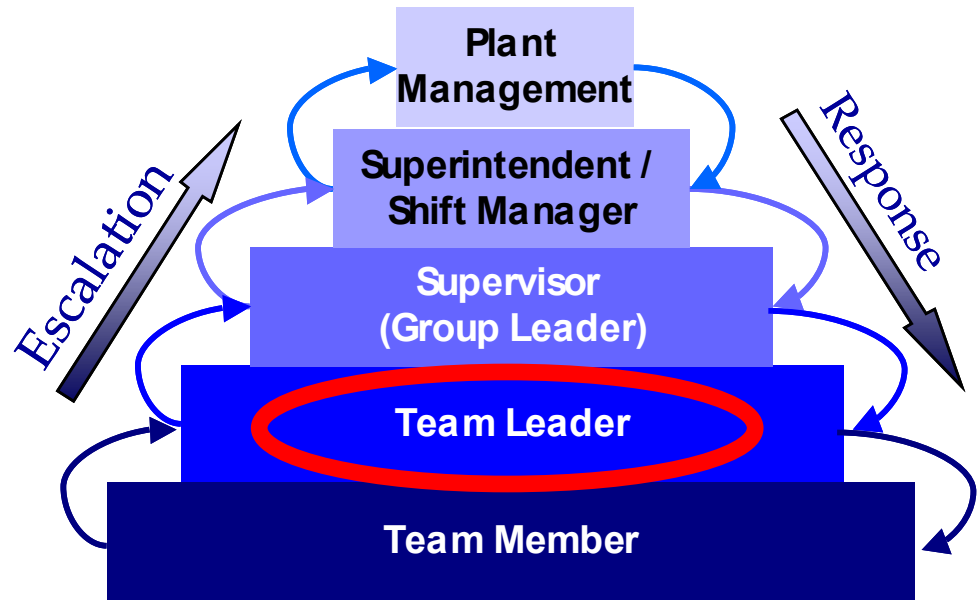 Plant
Management
Superintendent /
Shift Manager
Supervisor
(Group Leader)
Team Leader
Team Member
Escalation
Response